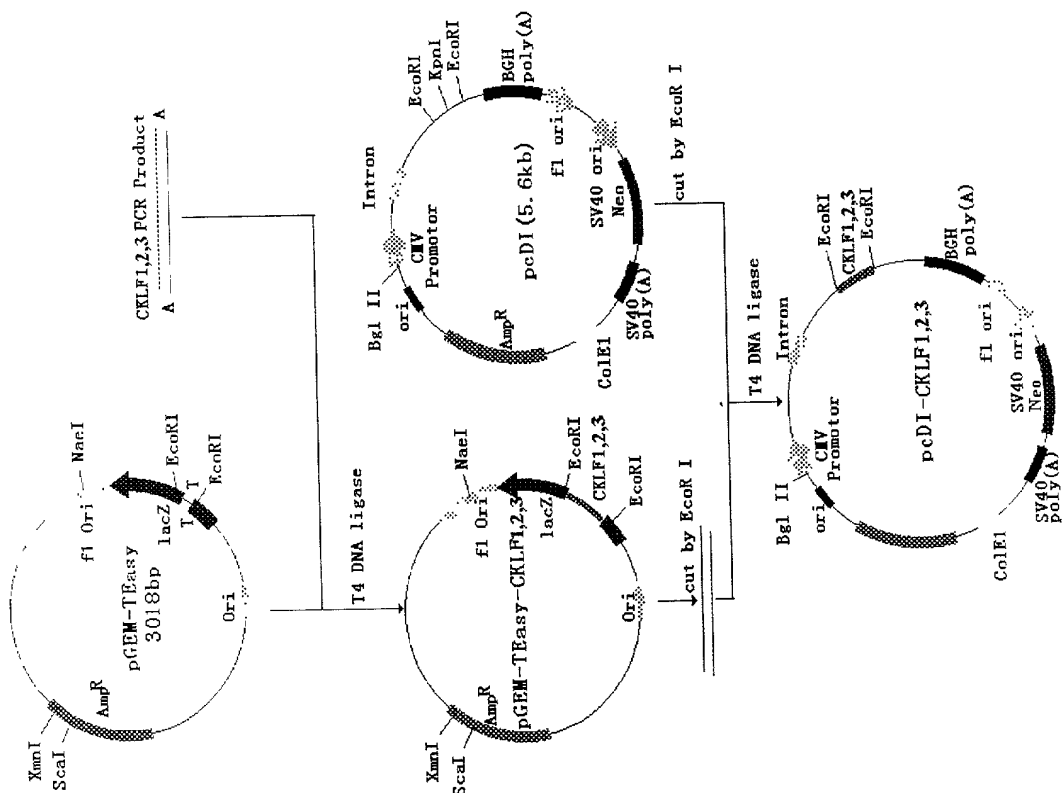 CKLF1,2,3 PCR Product
A
A
XmnI
ScaI
AmpR
pGEM-TEasy
3018bp
f1 Ori
NaeI
lacZ
EcoRI
T
T
EcoRI
Ori
T4 DNA ligase
XmnI
ScaI
AmpR
pGEM-TEasy-CKLF1,2,3
f1 Ori
NaeI
lacZ
EcoRI
CKLF1,2,3
EcoRI
Ori
cut by EcoR I
Bgl II
ori
CMV
Promotor
Intron
EcoRI
KpnI
EcoRI
BGH
poly(A)
f1 ori
SV40 ori
Neo
SV40
poly(A)
ColE1
AmpR
pcDI(5.6kb)
cut by EcoR I
T4 DNA ligase
Bgl II
ori
CMV
Promotor
Intron
EcoRI
CKLF1,2,3
EcoRI
BGH
poly(A)
f1 ori
SV40 ori
Neo
SV40
poly(A)
ColE1
pcDI-CKLF1,2,3